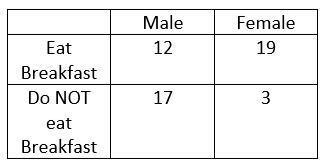 Male Female
Eat
Breakfast 12 19
Do NOT
eat
Breakfast 17 3